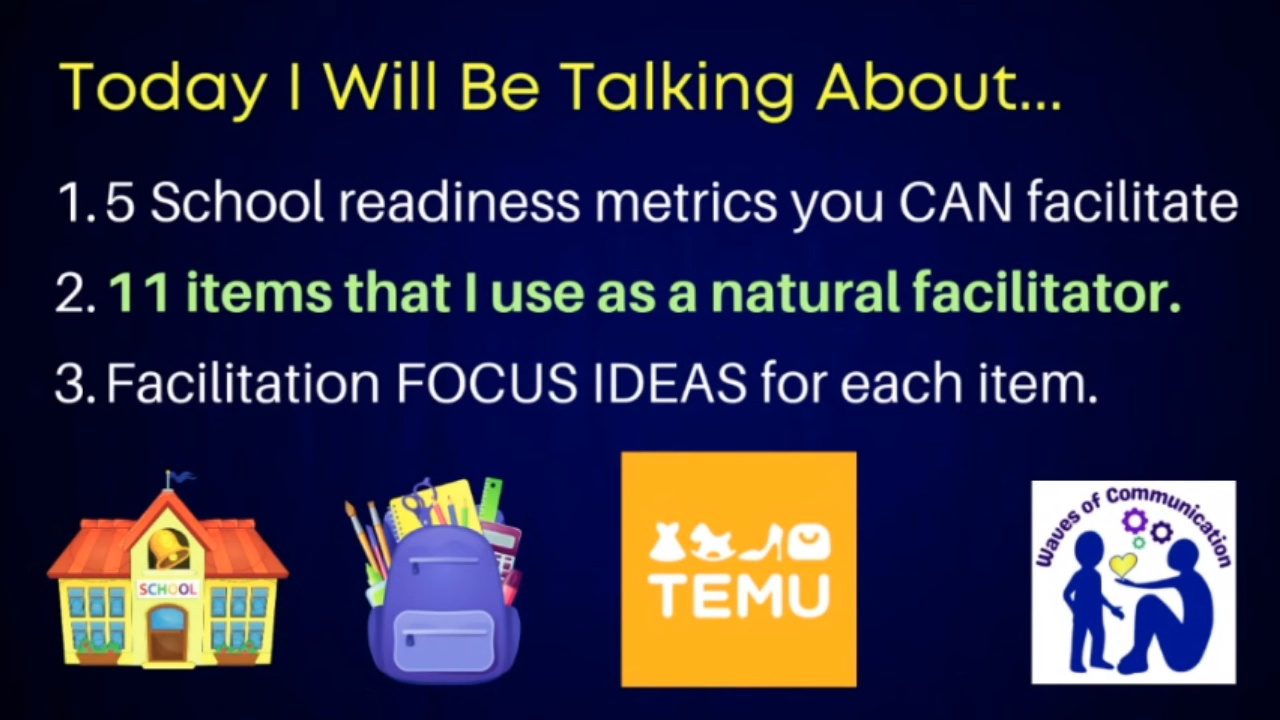 Today I Will Be Talking About...
1. 5 School readiness metrics you CAN facilitate
2. 11 items that I use as a natural facilitator.
3. Facilitation FOCUS IDEAS for each item.
SCHOOL
TEMU
Waves of Communication